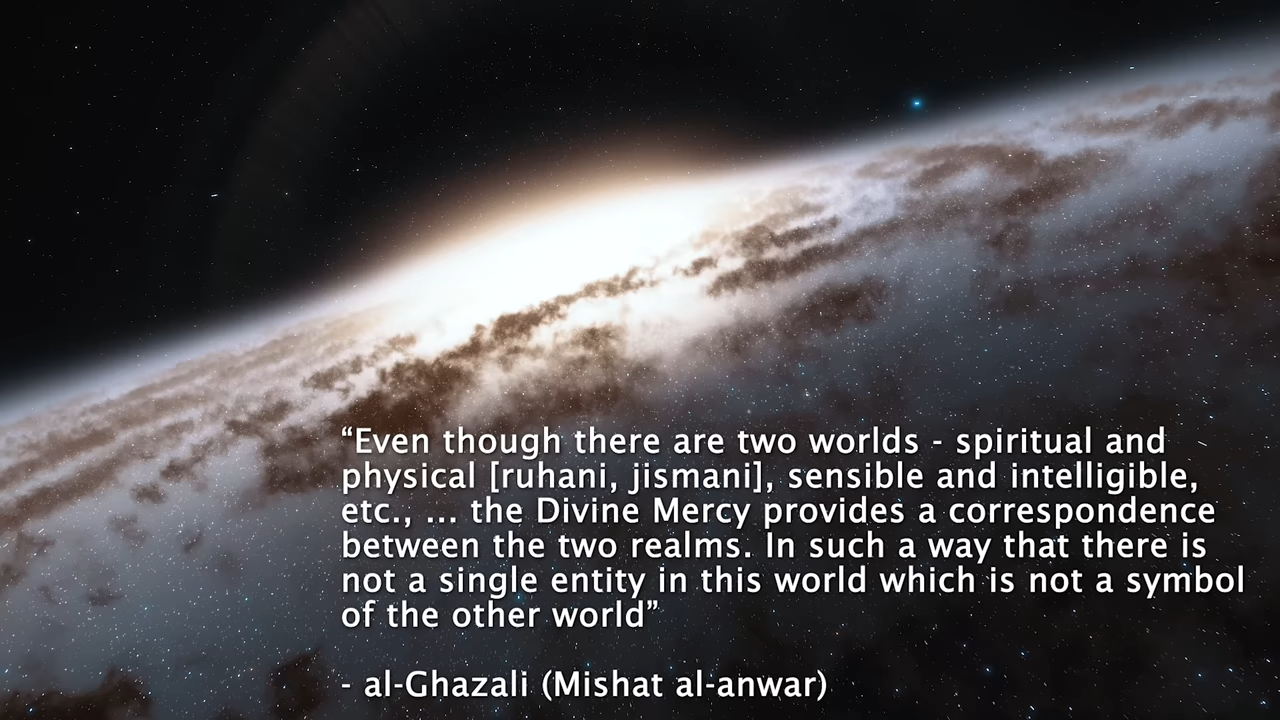 “Even though there are two worlds - spiritual and
physical [ruhani, jismani], sensible and intelligible,
etc., ... the Divine Mercy provides a correspondence
between the two realms. In such a way that there is
not a single entity in this world which is not a symbol
of the other world”
- al-Ghazali (Mishat al-anwar)